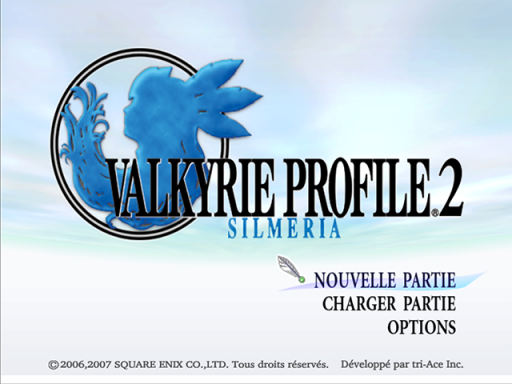 VALKYRIE PROFILE®2
SILMERIA
NOUVELLE PARTIE
CHARGER PARTIE
OPTIONS
©2006,2007 SQUARE ENIX CO.,LTD. Tous droits réservés. Développé par tri-Ace Inc.